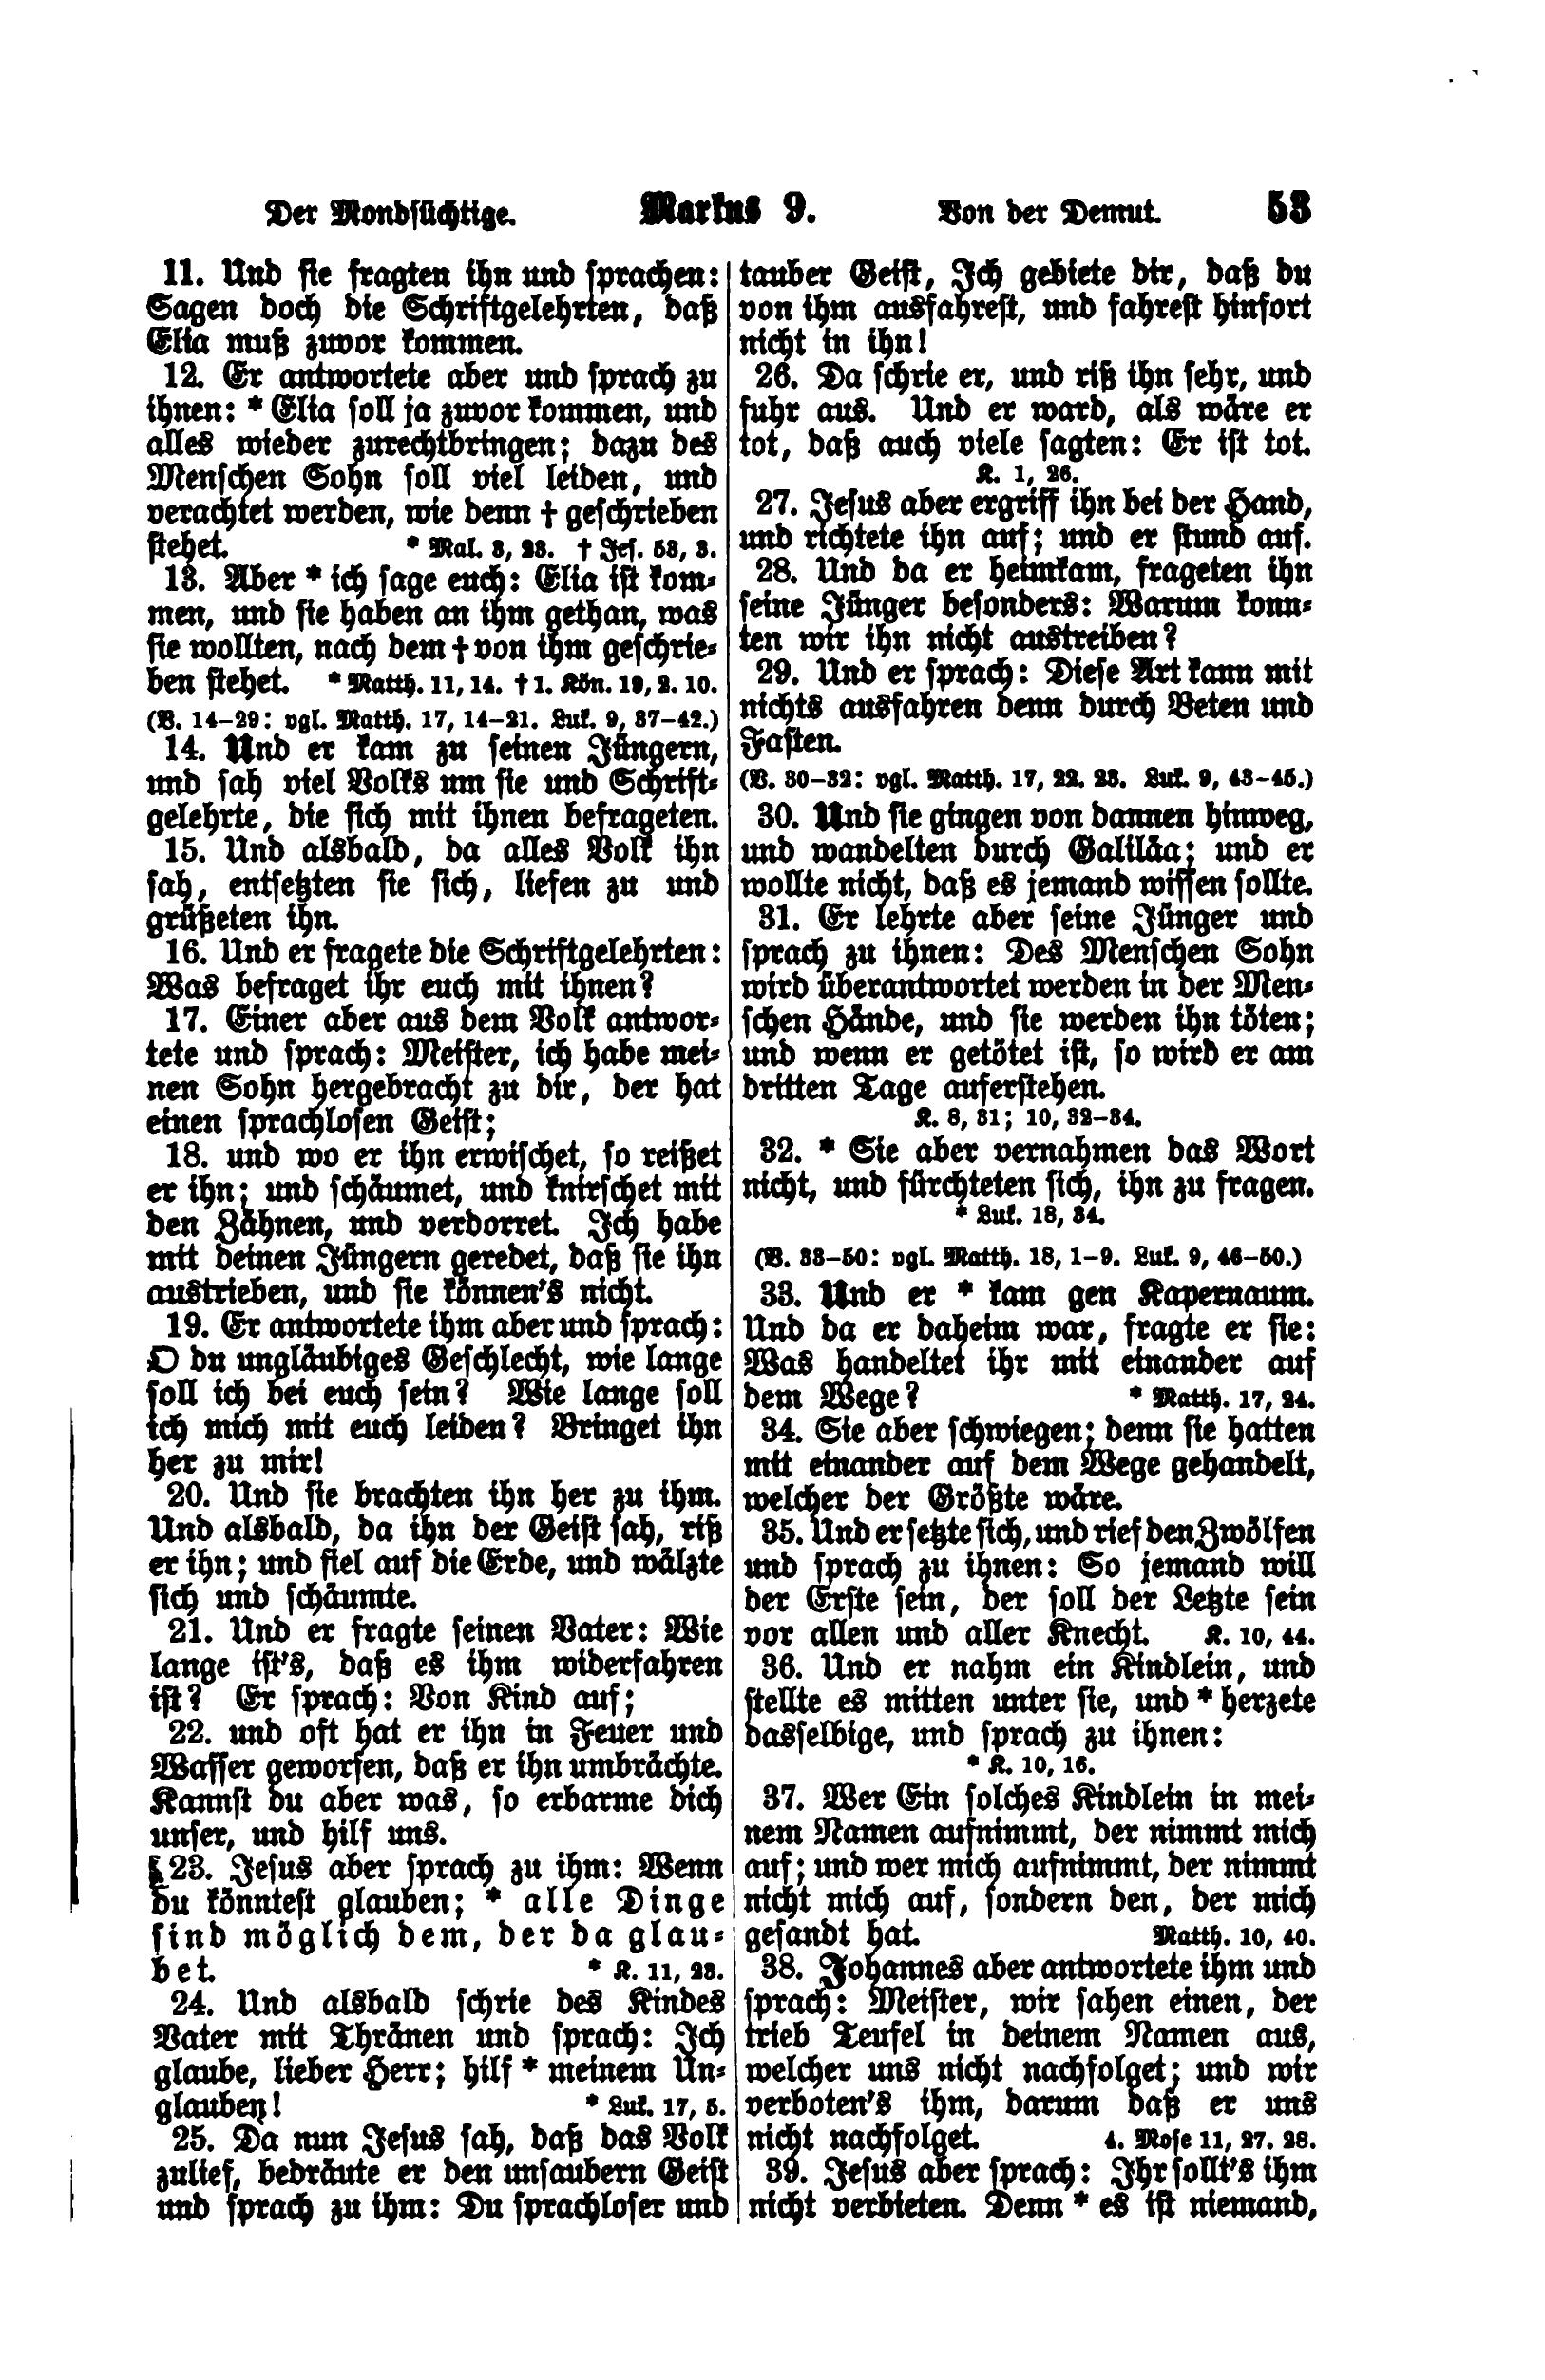 Der Mondsüchtige. Markus 9. Von der Demut. 53
11. Und sie fragten ihn und sprachen:
Sagen doch die Schriftgelehrten, daß
Elia muß zuvor kommen.
12. Er antwortete aber und sprach zu
ihnen: * Elia soll ja zuvor kommen, und
alles wieder zurechtbringen; dazu des
Menschen Sohn soll viel leiden, und
verachtet werden, wie denn † geschrieben
stehet. * Mal. 3, 23. † Jes. 53, 3.
13. Aber * ich sage euch: Elia ist kom-
men, und sie haben an ihm gethan, was
sie wollten, nach dem † von ihm geschrie-
ben stehet. * Matth. 11, 14. † 1. Kön. 19, 2. 10.
(V. 14–29: vgl. Matth. 17, 14–21. Luk. 9, 37–42.)
14. Und er kam zu seinen Jüngern,
und sah viel Volks um sie und Schrift-
gelehrte, die sich mit ihnen befrageten.
15. Und alsbald, da alles Volk ihn
sah, entsetzten sie sich, liefen zu und
grüßeten ihn.
16. Und er fragete die Schriftgelehrten:
Was befraget ihr euch mit ihnen?
17. Einer aber aus dem Volk antwor-
tete und sprach: Meister, ich habe mei-
nen Sohn hergebracht zu dir, der hat
einen sprachlosen Geist;
18. und wo er ihn erwischet, so reißet
er ihn; und schäumet, und knirschet mit
den Zähnen, und verdorret. Ich habe
mit deinen Jüngern geredet, daß sie ihn
austrieben, und sie können's nicht.
19. Er antwortete ihm aber und sprach:
O du ungläubiges Geschlecht, wie lange
soll ich bei euch sein? Wie lange soll
ich mich mit euch leiden? Bringet ihn
her zu mir!
20. Und sie brachten ihn her zu ihm.
Und alsbald, da ihn der Geist sah, riß
er ihn; und fiel auf die Erde, und wälzte
sich und schäumte.
21. Und er fragte seinen Vater: Wie
lange ist's, daß es ihm widerfahren
ist? Er sprach: Von Kind auf;
22. und oft hat er ihn in Feuer und
Wasser geworfen, daß er ihn umbrächte.
Kannst du aber was, so erbarme dich
unser, und hilf uns.
23. Jesus aber sprach zu ihm: Wenn
du könntest glauben; * alle Dinge
sind möglich dem, der da glau-
bet. * K. 11, 23.
24. Und alsbald schrie des Kindes
Vater mit Thränen und sprach: Ich
glaube, lieber Herr; hilf * meinem Un-
glauben! * Luk. 17, 5.
25. Da nun Jesus sah, daß das Volk
zulief, bedräute er den unsaubern Geist
und sprach zu ihm: Du sprachloser und
tauber Geist, Ich gebiete dir, daß du
von ihm ausfahrest, und fahrest hinfort
nicht in ihn!
26. Da schrie er, und riß ihn sehr, und
fuhr aus. Und er ward, als wäre er
tot, daß auch viele sagten: Er ist tot.
K. 1, 26.
27. Jesus aber ergriff ihn bei der Hand,
und richtete ihn auf; und er stund auf.
28. Und da er heimkam, frageten ihn
seine Jünger besonders: Warum konn-
ten wir ihn nicht austreiben?
29. Und er sprach: Diese Art kann mit
nichts ausfahren denn durch Beten und
Fasten.
(V. 30–32: vgl. Matth. 17, 22. 23. Luk. 9, 43–45.)
30. Und sie gingen von dannen hinweg,
und wandelten durch Galiläa; und er
wollte nicht, daß es jemand wissen sollte.
31. Er lehrte aber seine Jünger und
sprach zu ihnen: Des Menschen Sohn
wird überantwortet werden in der Men-
schen Hände, und sie werden ihn töten;
und wenn er getötet ist, so wird er am
dritten Tage auferstehen.
K. 8, 31; 10, 32–34.
32. * Sie aber vernahmen das Wort
nicht, und fürchteten sich, ihn zu fragen.
* Luk. 18, 34.
(V. 33–50: vgl. Matth. 18, 1–9. Luk. 9, 46–50.)
33. Und er * kam gen Kapernaum.
Und da er daheim war, fragte er sie:
Was handeltet ihr mit einander auf
dem Wege? * Matth. 17, 24.
34. Sie aber schwiegen; denn sie hatten
mit einander auf dem Wege gehandelt,
welcher der Größte wäre.
35. Und er setzte sich, und rief den Zwölfen
und sprach zu ihnen: So jemand will
der Erste sein, der soll der Letzte sein
vor allen und aller Knecht. K. 10, 44.
36. Und er nahm ein Kindlein, und
stellte es mitten unter sie, und * herzete
dasselbige, und sprach zu ihnen:
* K. 10, 16.
37. Wer Ein solches Kindlein in mei-
nem Namen aufnimmt, der nimmt mich
auf; und wer mich aufnimmt, der nimmt
nicht mich auf, sondern den, der mich
gesandt hat. Matth. 10, 40.
38. Johannes aber antwortete ihm und
sprach: Meister, wir sahen einen, der
trieb Teufel in deinem Namen aus,
welcher uns nicht nachfolget; und wir
verboten's ihm, darum daß er uns
nicht nachfolget. 4. Mose 11, 27. 28.
39. Jesus aber sprach: Ihr sollt's ihm
nicht verbieten. Denn * es ist niemand,